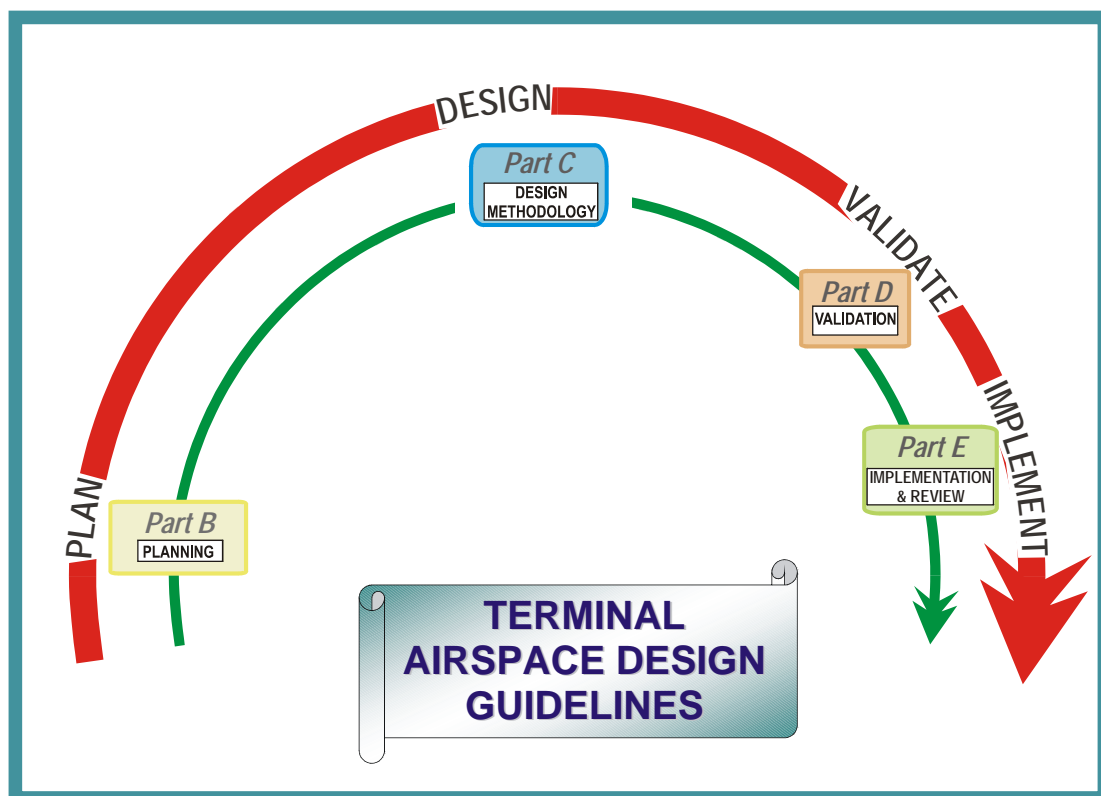 PLAN
DESIGN
VALIDATE
IMPLEMENT
Part B
PLANNING
Part C
DESIGN
METHODOLOGY
Part D
VALIDATION
Part E
IMPLEMENTATION
& REVIEW
TERMINAL
AIRSPACE DESIGN
GUIDELINES